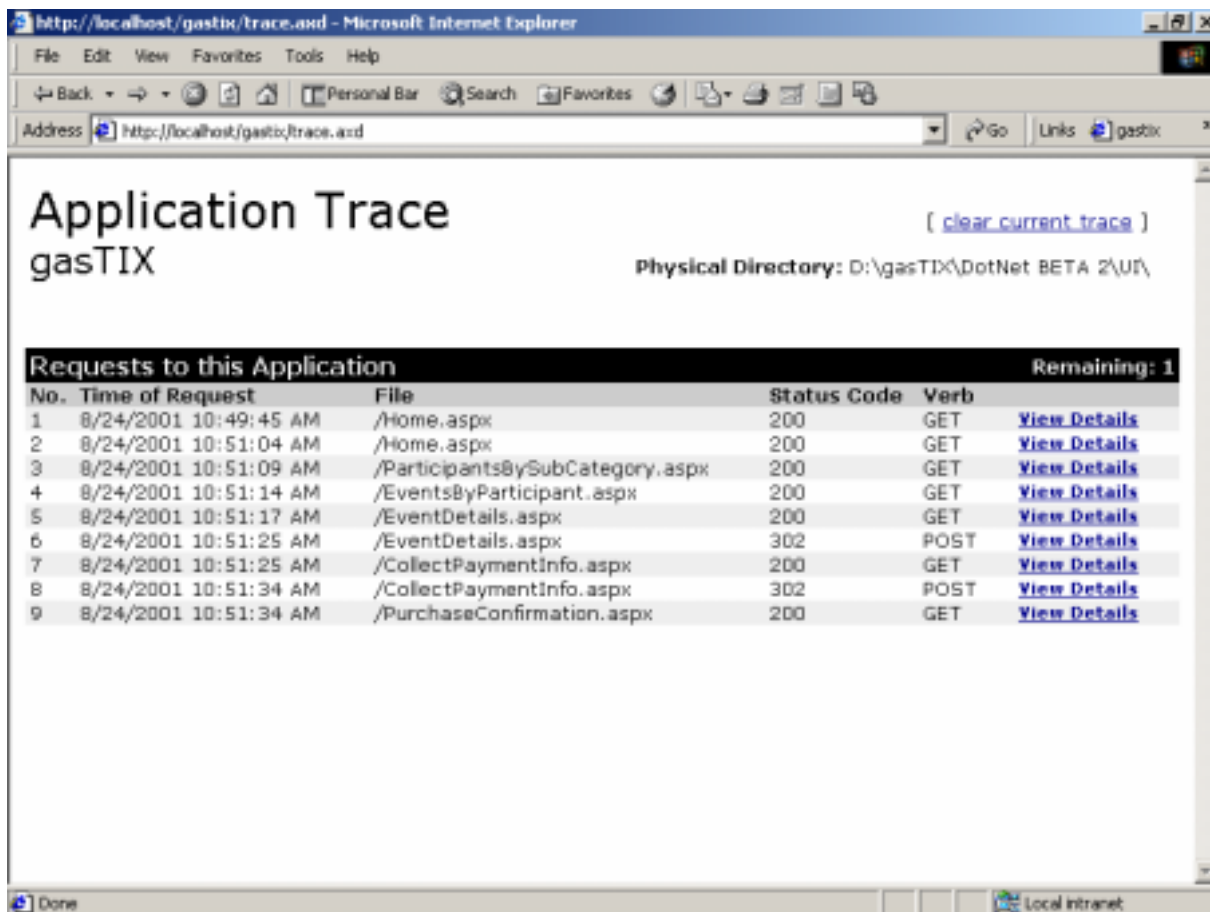 http://localhost/gastix/trace.axd - Microsoft Internet Explorer
File Edit View Favorites Tools Help
Back Personal Bar Search Favorites
Address http://localhost/gastix/trace.axd Go Links gastix
Application Trace
[ clear current trace ]
gasTIX
Physical Directory: D:\gasTIX\DotNet BETA 2\UI\
Requests to this Application Remaining: 1
No. Time of Request File Status Code Verb
1 8/24/2001 10:49:45 AM /Home.aspx 200 GET View Details
2 8/24/2001 10:51:04 AM /Home.aspx 200 GET View Details
3 8/24/2001 10:51:09 AM /ParticipantsBySubCategory.aspx 200 GET View Details
4 8/24/2001 10:51:14 AM /EventsByParticipant.aspx 200 GET View Details
5 8/24/2001 10:51:17 AM /EventDetails.aspx 200 GET View Details
6 8/24/2001 10:51:25 AM /EventDetails.aspx 302 POST View Details
7 8/24/2001 10:51:25 AM /CollectPaymentInfo.aspx 200 GET View Details
8 8/24/2001 10:51:34 AM /CollectPaymentInfo.aspx 302 POST View Details
9 8/24/2001 10:51:34 AM /PurchaseConfirmation.aspx 200 GET View Details
Done Local intranet